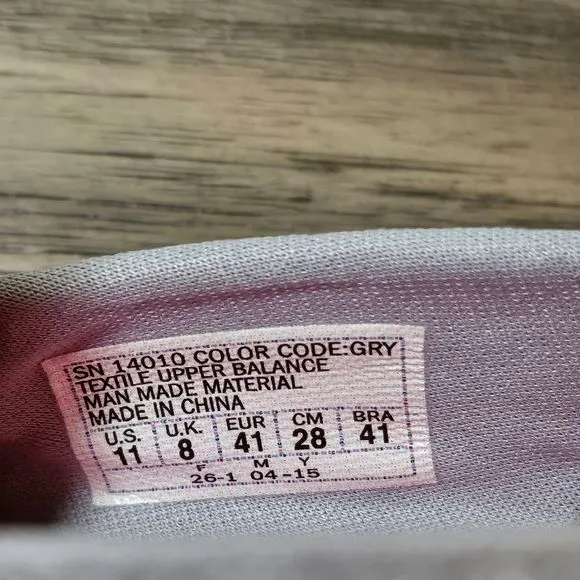 SN 14010 COLOR CODE:GRY
TEXTILE UPPER BALANCE
MAN MADE MATERIAL
MADE IN CHINA
U.S. U.K. EUR CM BRA
11 8 41 28 41
F M Y
26-1 04-15